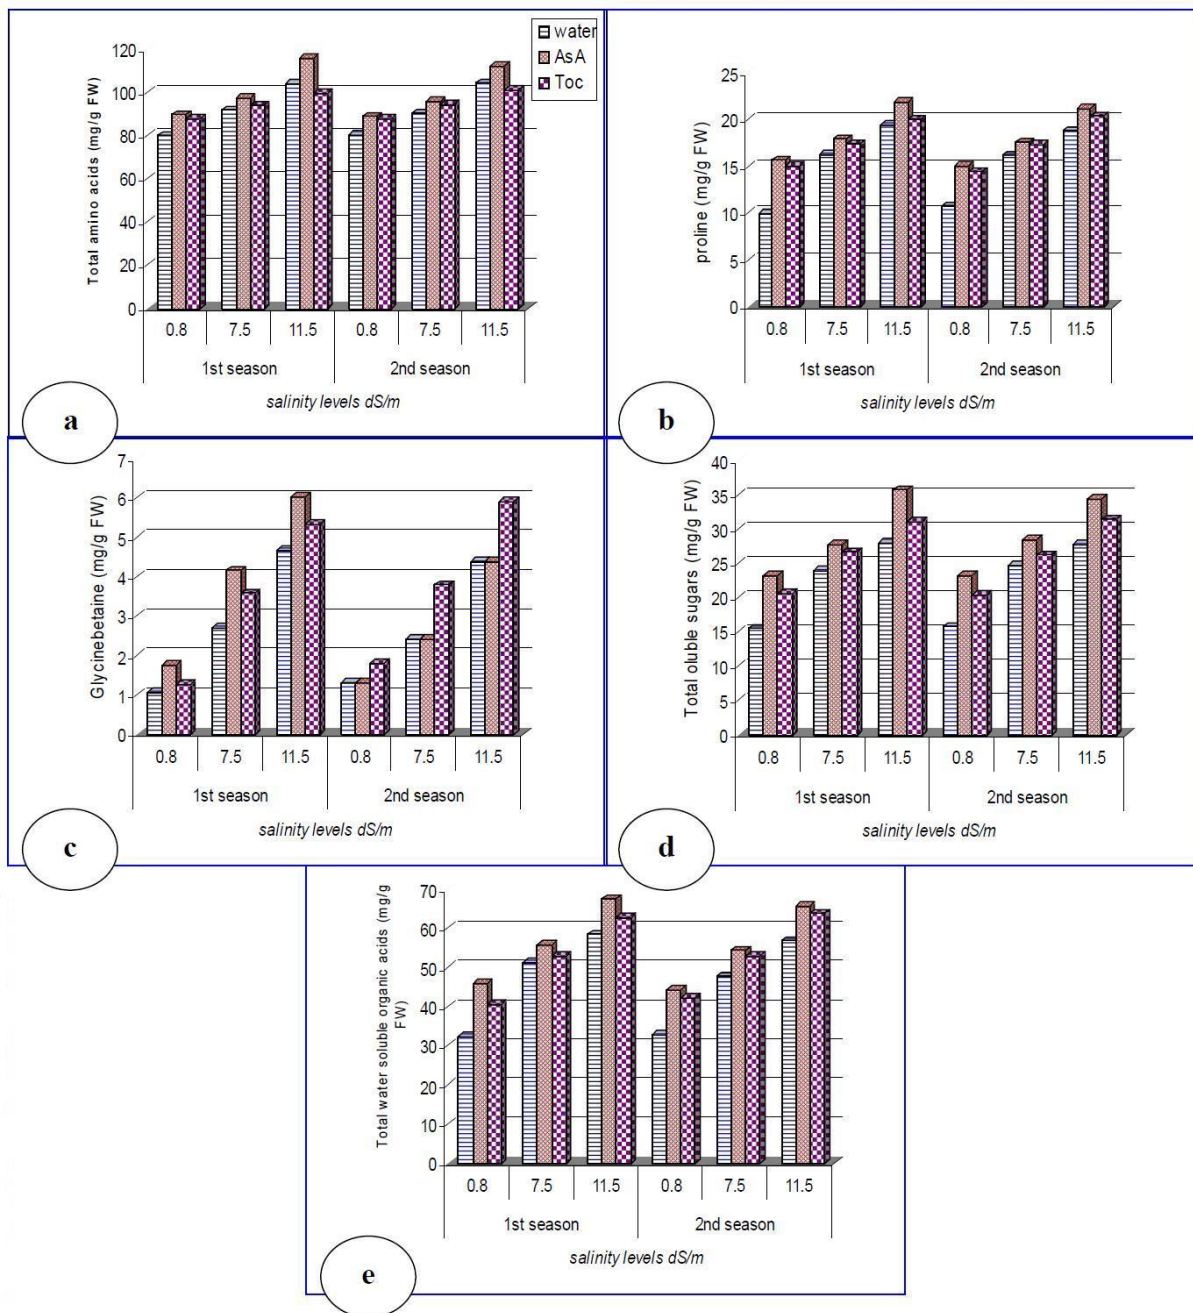 water
AsA
Toc
Total amino acids (mg/g FW)
120
100
80
60
40
20
0
0.8 7.5 11.5 0.8 7.5 11.5
1st season 2nd season
salinity levels dS/m
a
proline (mg/g FW)
25
20
15
10
5
0
0.8 7.5 11.5 0.8 7.5 11.5
1st season 2nd season
salinity levels dS/m
b
Glycinebetaine (mg/g FW)
7
6
5
4
3
2
1
0
0.8 7.5 11.5 0.8 7.5 11.5
1st season 2nd season
salinity levels dS/m
c
Total oluble sugars (mg/g FW)
40
35
30
25
20
15
10
5
0
0.8 7.5 11.5 0.8 7.5 11.5
1st season 2nd season
salinity levels dS/m
d
Total water soluble organic acids (mg/g
FW)
70
60
50
40
30
20
10
0
0.8 7.5 11.5 0.8 7.5 11.5
1st season 2nd season
salinity levels dS/m
e